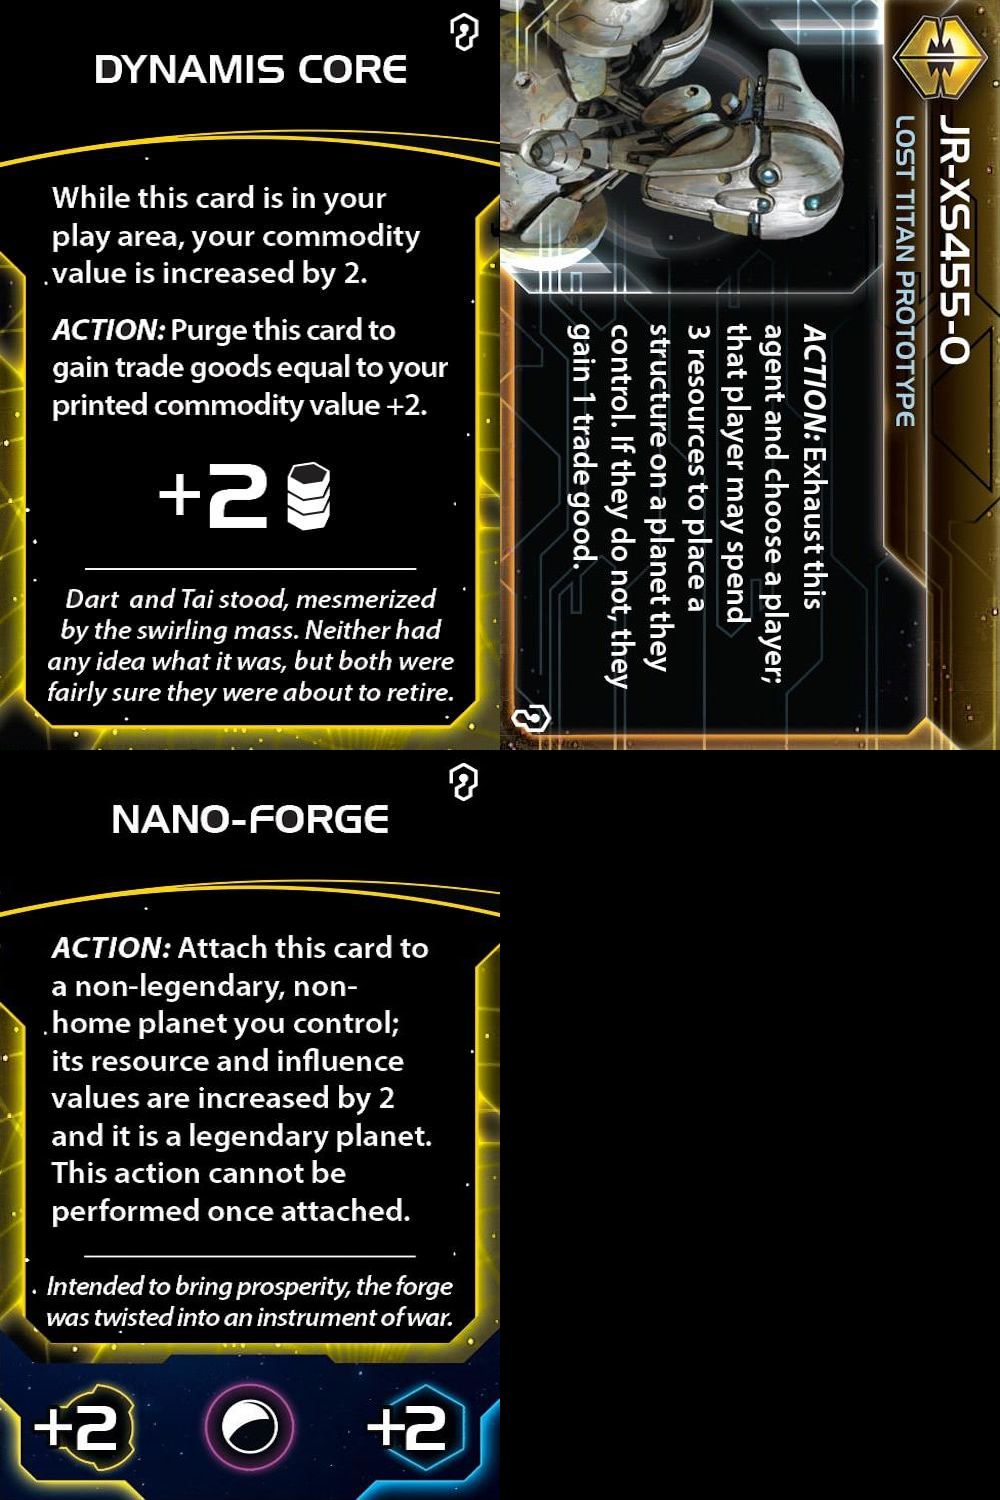 DYNAMIS CORE
While this card is in your
play area, your commodity
value is increased by 2.
ACTION: Purge this card to
gain trade goods equal to your
printed commodity value +2.
+2
Dart and Tai stood, mesmerized
by the swirling mass. Neither had
any idea what it was, but both were
fairly sure they were about to retire.
JR-XS455-O
LOST TITAN PROTOTYPE
ACTION: Exhaust this
agent and choose a player;
that player may spend
3 resources to place a
structure on a planet they
control. If they do not, they
gain 1 trade good.
NANO-FORGE
ACTION: Attach this card to
a non-legendary, non-
home planet you control;
its resource and influence
values are increased by 2
and it is a legendary planet.
This action cannot be
performed once attached.
Intended to bring prosperity, the forge
was twisted into an instrument of war.
+2
+2